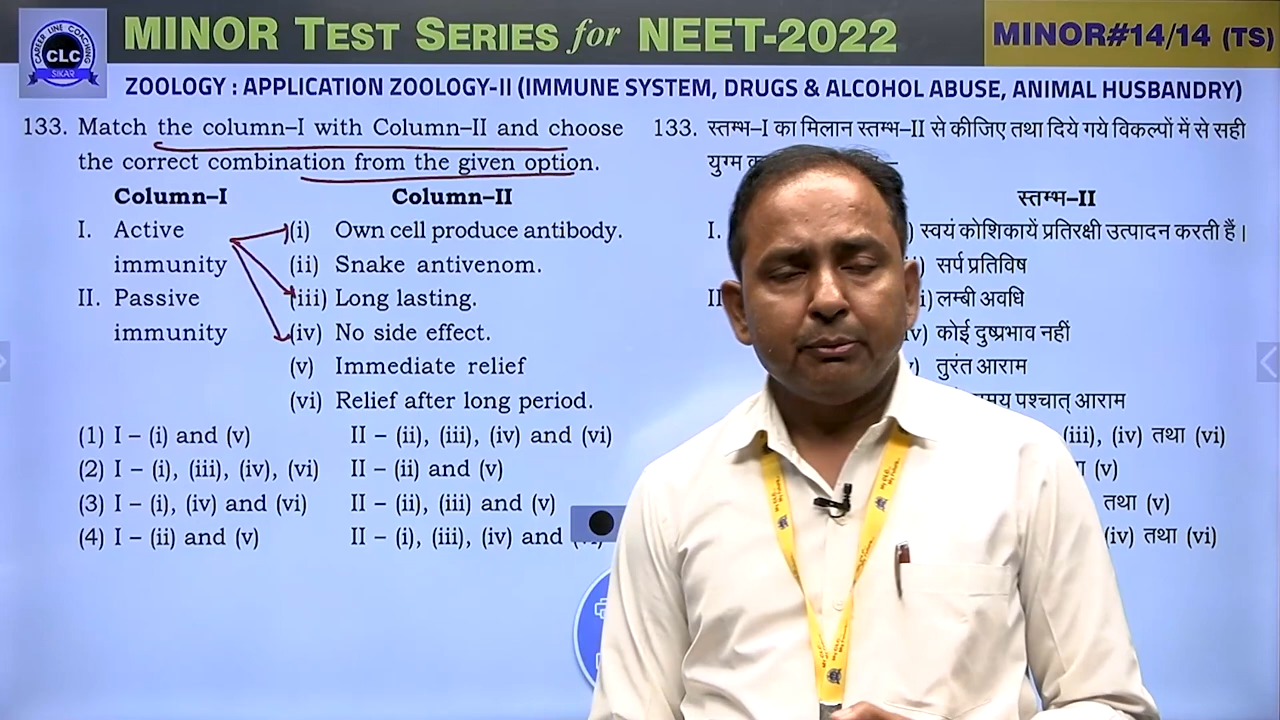 CAREER LINE COACHING
CLC
SIKAR
MINOR TEST SERIES for NEET-2022
MINOR#14/14 (TS)
ZOOLOGY : APPLICATION ZOOLOGY-II (IMMUNE SYSTEM, DRUGS & ALCOHOL ABUSE, ANIMAL HUSBANDRY)
133. Match the column–I with Column–II and choose
the correct combination from the given option.
Column–I Column–II
I. Active (i) Own cell produce antibody.
immunity (ii) Snake antivenom.
II. Passive (iii) Long lasting.
immunity (iv) No side effect.
(v) Immediate relief
(vi) Relief after long period.
(1) I – (i) and (v) II – (ii), (iii), (iv) and (vi)
(2) I – (i), (iii), (iv), (vi) II – (ii) and (v)
(3) I – (i), (iv) and (vi) II – (ii), (iii) and (v)
(4) I – (ii) and (v) II – (i), (iii), (iv) and
133. स्तम्भ–I का मिलान स्तम्भ–II से कीजिए तथा दिये गये विकल्पों में से सही
युग्म
स्तम्भ–II
I. स्वयं कोशिकायें प्रतिरक्षी उत्पादन करती हैं।
सर्प प्रतिविष
II लम्बी अवधि
iv) कोई दुष्प्रभाव नहीं
तुरंत आराम
पश्चात् आराम
(iii), (iv) तथा (vi)
(v)
तथा (v)
(iv) तथा (vi)